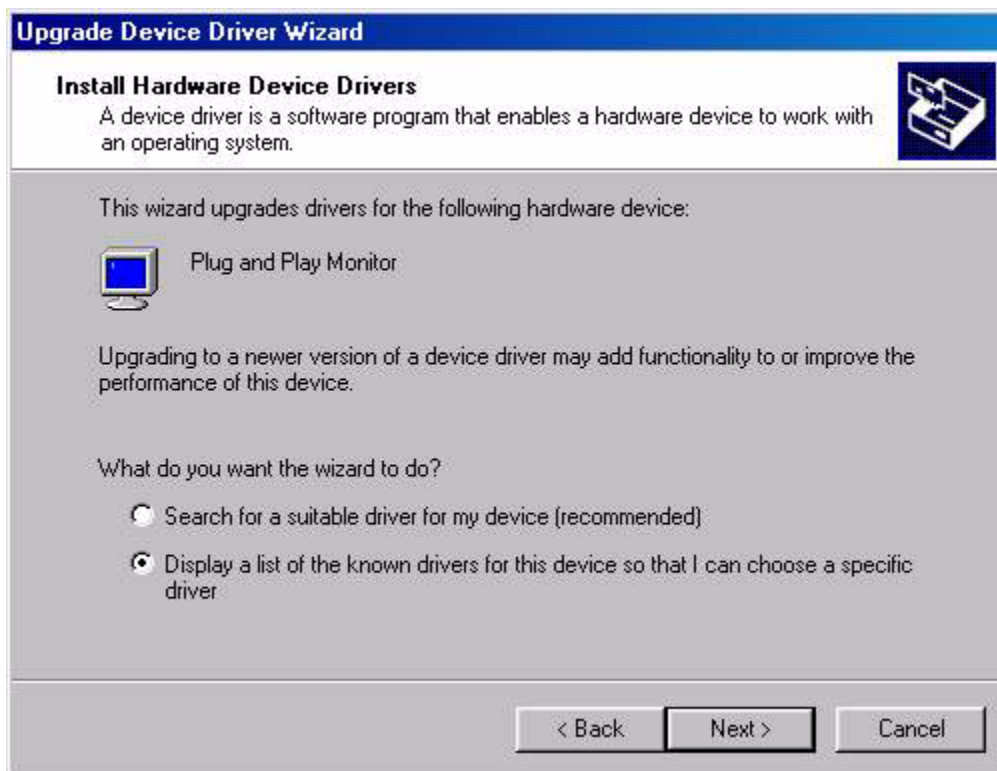 Upgrade Device Driver Wizard
Install Hardware Device Drivers
A device driver is a software program that enables a hardware device to work with
an operating system.
This wizard upgrades drivers for the following hardware device:
Plug and Play Monitor
Upgrading to a newer version of a device driver may add functionality to or improve the
performance of this device.
What do you want the wizard to do?
Search for a suitable driver for my device (recommended)
Display a list of the known drivers for this device so that I can choose a specific
driver
< Back Next > Cancel